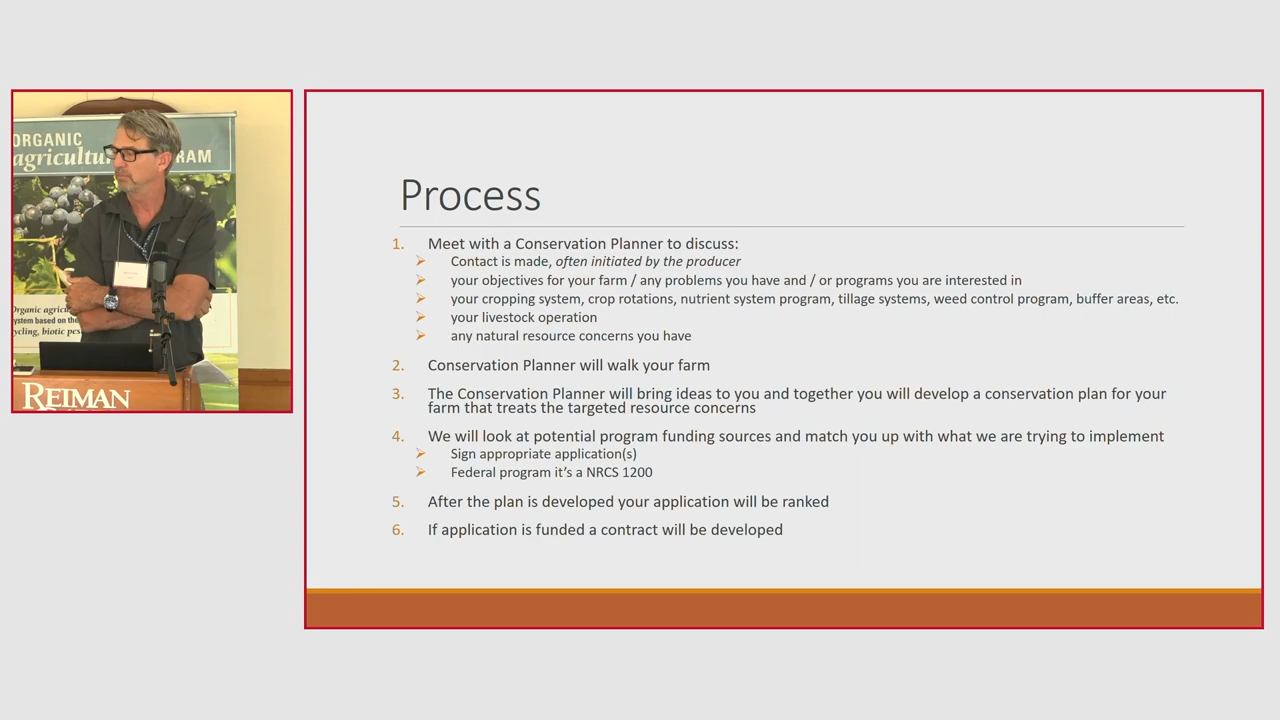 ORGANIC
agricultu RAM
Organic agricu
system based on the
cycling, biotic pes
REIMAN
Process
1. Meet with a Conservation Planner to discuss:
➢ Contact is made, often initiated by the producer
➢ your objectives for your farm / any problems you have and / or programs you are interested in
➢ your cropping system, crop rotations, nutrient system program, tillage systems, weed control program, buffer areas, etc.
➢ your livestock operation
➢ any natural resource concerns you have
2. Conservation Planner will walk your farm
3. The Conservation Planner will bring ideas to you and together you will develop a conservation plan for your
farm that treats the targeted resource concerns
4. We will look at potential program funding sources and match you up with what we are trying to implement
➢ Sign appropriate application(s)
➢ Federal program it’s a NRCS 1200
5. After the plan is developed your application will be ranked
6. If application is funded a contract will be developed